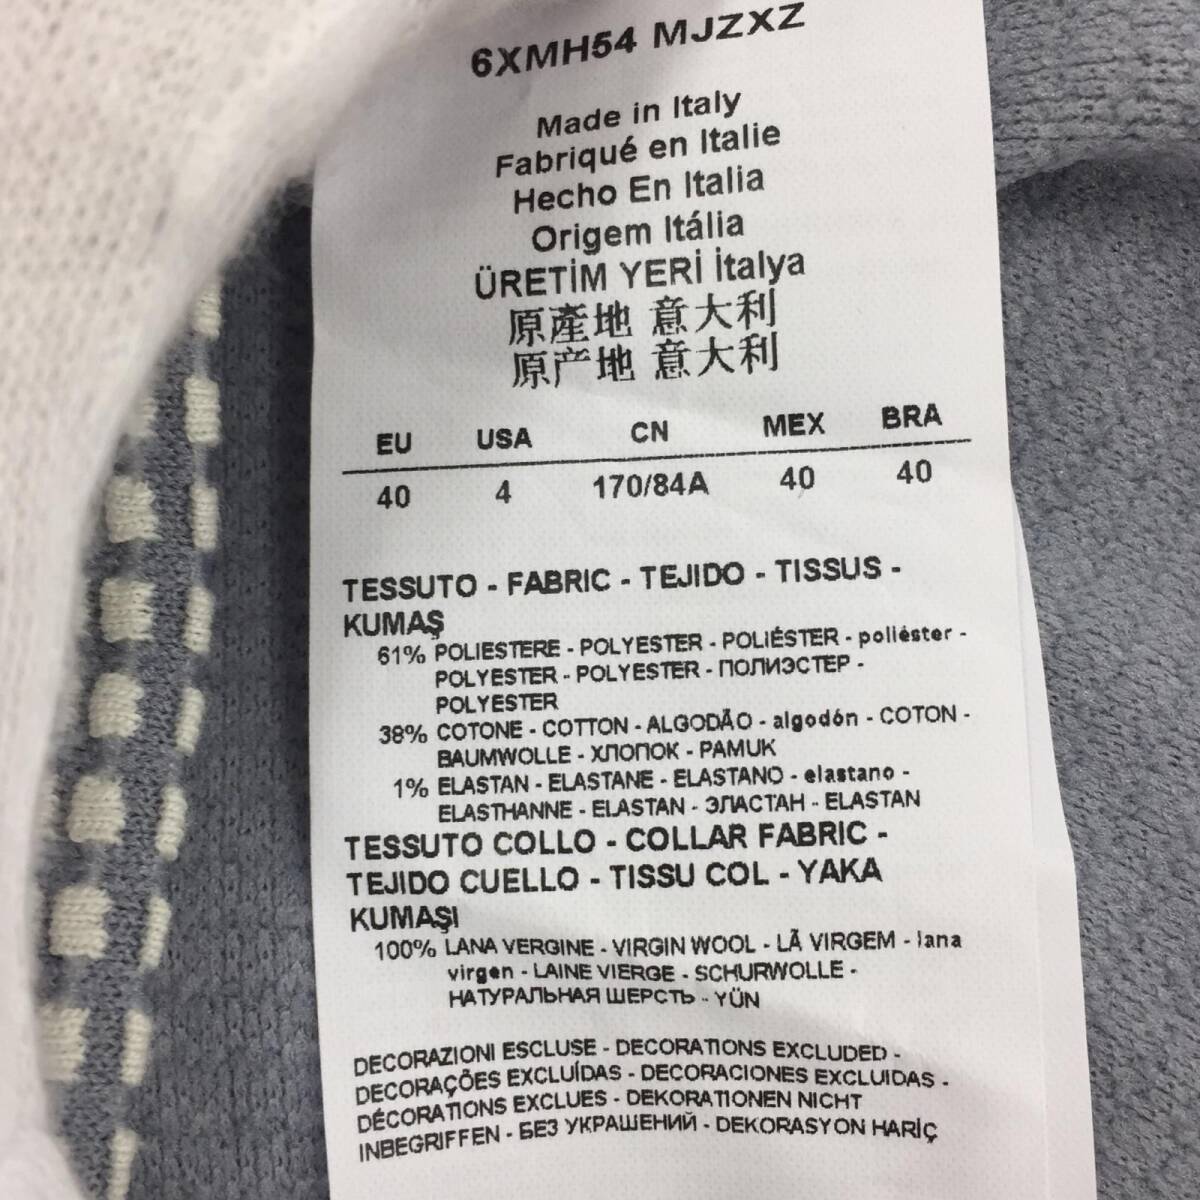 6XMH54 MJZXZ
Made in Italy
Fabriqué en Italie
Hecho En Italia
Origem Itália
ÜRETİM YERİ İtalya
原產地 意大利
原产地 意大利
EU USA CN MEX BRA
40 4 170/84A 40 40
TESSUTO - FABRIC - TEJIDO - TISSUS -
KUMAŞ
61% POLIESTERE - POLYESTER - POLIÉSTER - poliéster -
POLYESTER - POLYESTER - ПОЛИЭСТЕР -
POLYESTER
38% COTONE - COTTON - ALGODÃO - algodón - COTON -
BAUMWOLLE - ХЛОПОК - PAMUK
1% ELASTAN - ELASTANE - ELASTANO - elastano -
ELASTHANNE - ELASTAN - ЭЛАСТАН - ELASTAN
TESSUTO COLLO - COLLAR FABRIC -
TEJIDO CUELLO - TISSU COL - YAKA
KUMAŞI
100% LANA VERGINE - VIRGIN WOOL - LÃ VIRGEM - lana
virgen - LAINE VIERGE - SCHURWOLLE -
НАТУРАЛЬНАЯ ШЕРСТЬ - YÜN
DECORAZIONI ESCLUSE - DECORATIONS EXCLUDED -
DECORAÇÕES EXCLUÍDAS - DECORACIONES EXCLUIDAS -
DÉCORATIONS EXCLUES - DEKORATIONEN NICHT
INBEGRIFFEN - БЕЗ УКРАШЕНИЙ - DEKORASYON HARİÇ